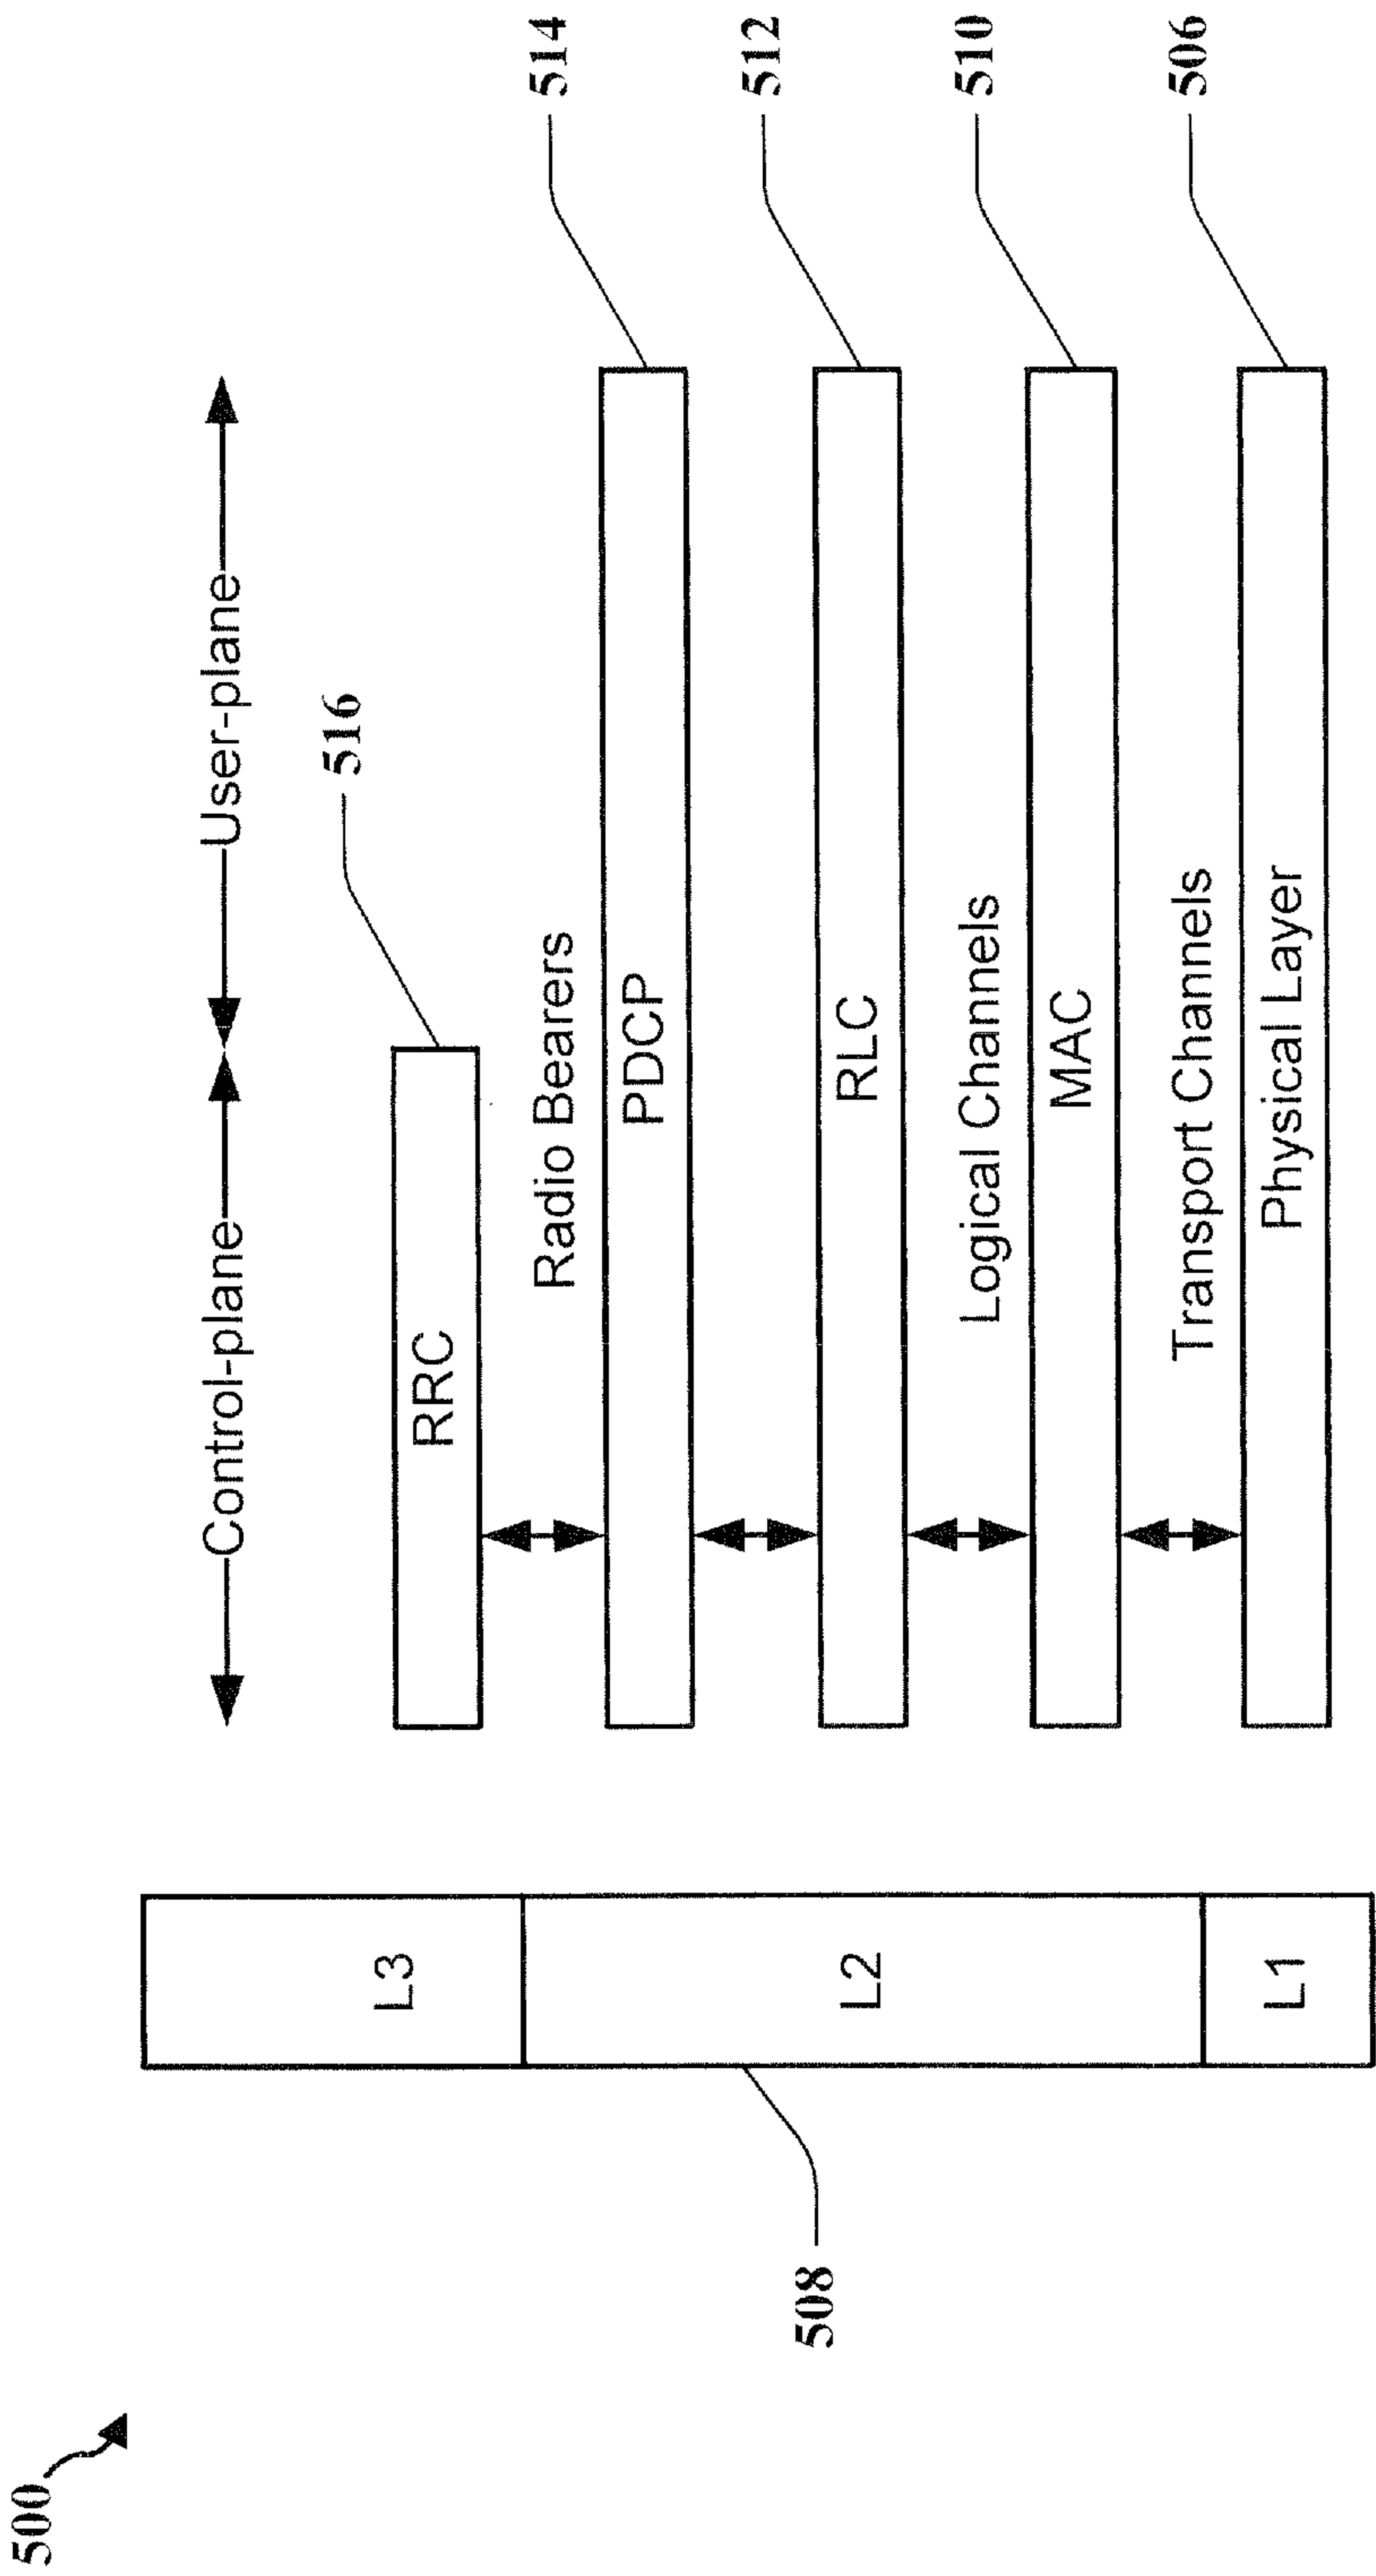 500
Control-plane
User-plane
516
RRC
L3
Radio Bearers
514
PDCP
512
508
L2
RLC
Logical Channels
510
MAC
Transport Channels
506
L1
Physical Layer